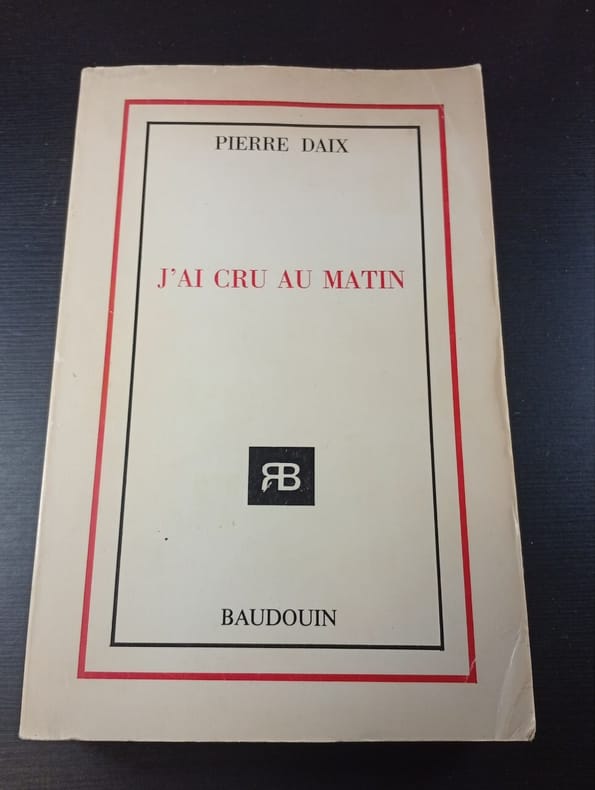 PIERRE DAIX
J'AI CRU AU MATIN
RB
BAUDOUIN